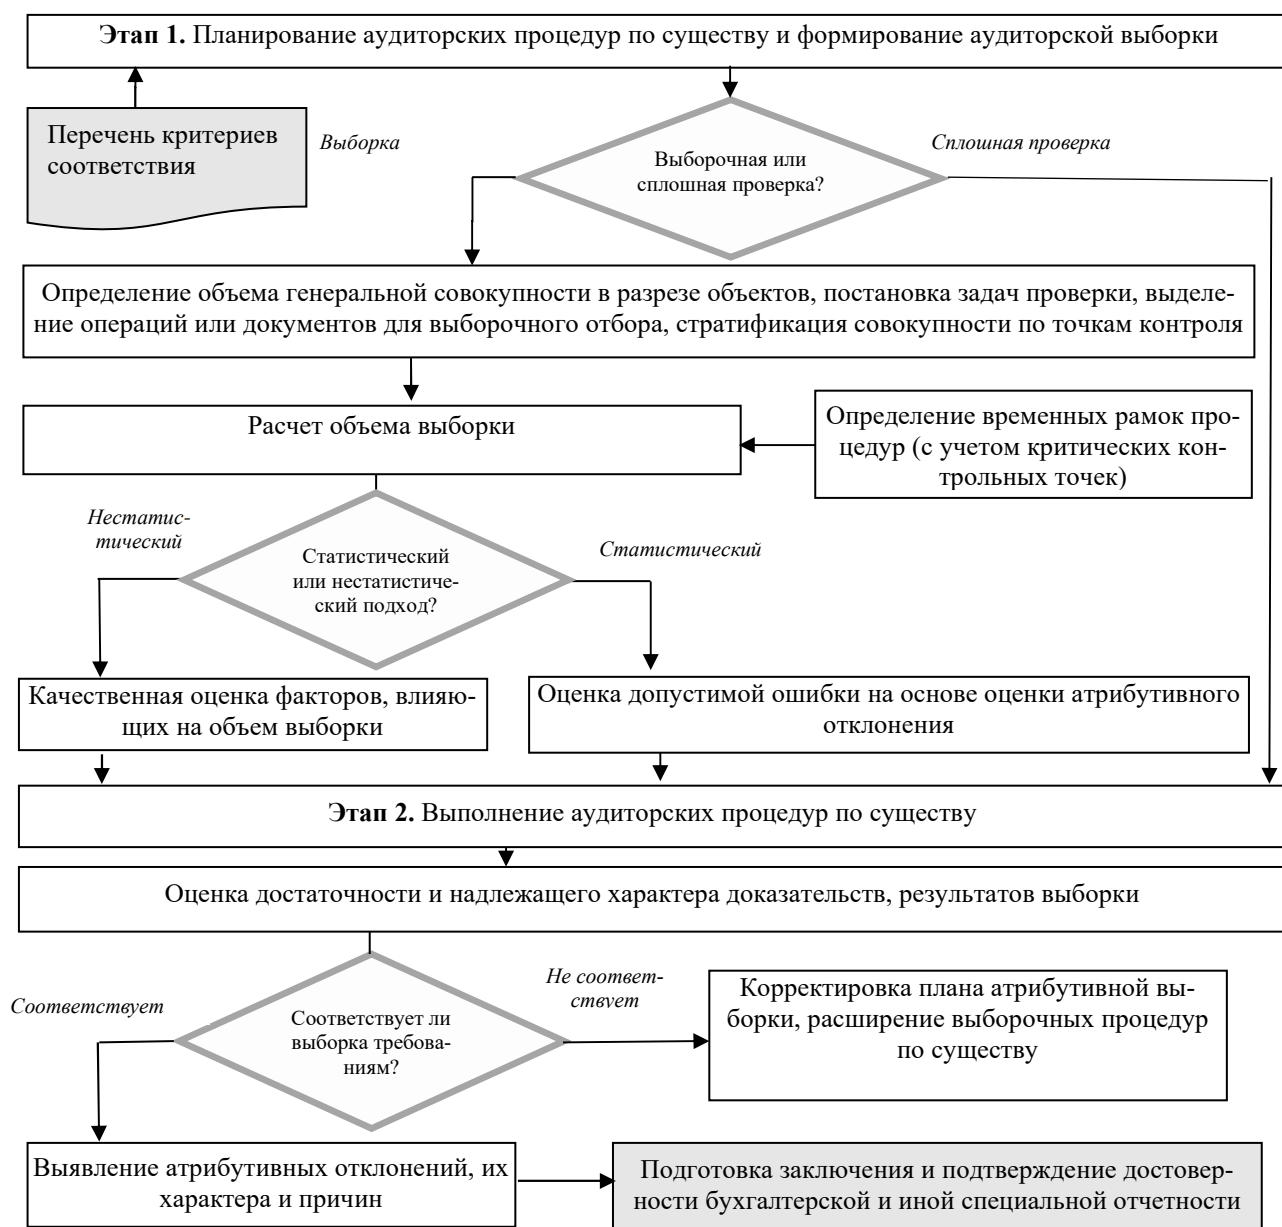 Этап 1. Планирование аудиторских процедур по существу и формирование аудиторской выборки
Перечень критериев
соответствия
Выборка
Выборочная или
сплошная проверка?
Сплошная проверка
Определение объема генеральной совокупности в разрезе объектов, постановка задач проверки, выделе-
ние операций или документов для выборочного отбора, стратификация совокупности по точкам контроля
Расчет объема выборки
Определение временных рамок про-
цедур (с учетом критических кон-
трольных точек)
Нестатис-
тический
Статистический
или нестатистиче-
ский подход?
Статистический
Качественная оценка факторов, влияю-
щих на объем выборки
Оценка допустимой ошибки на основе оценки атрибутивного
отклонения
Этап 2. Выполнение аудиторских процедур по существу
Оценка достаточности и надлежащего характера доказательств, результатов выборки
Соответствует
Соответствует ли
выборка требова-
ниям?
Не соответ-
ствует
Корректировка плана атрибутивной вы-
борки, расширение выборочных процедур
по существу
Выявление атрибутивных отклонений, их
характера и причин
Подготовка заключения и подтверждение достовер-
ности бухгалтерской и иной специальной отчетности